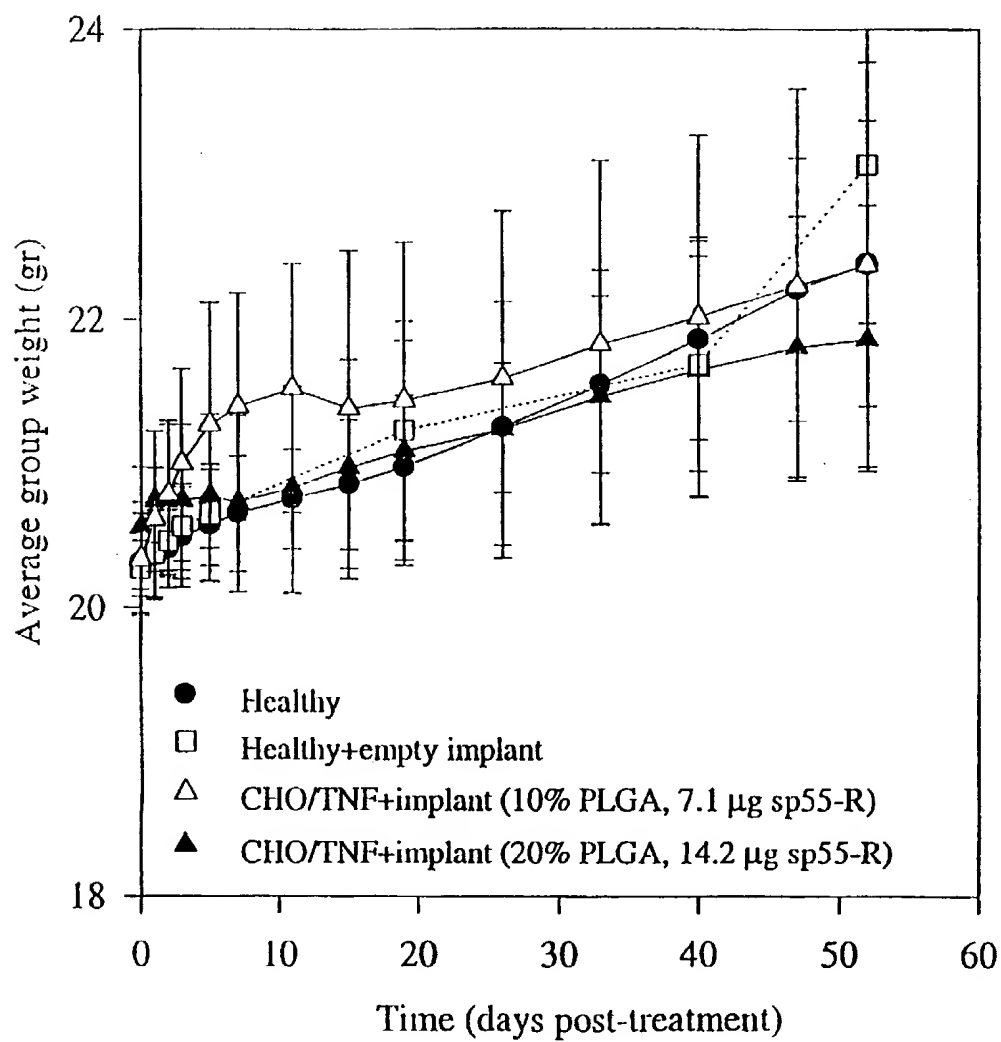 24
22
20
18
Average group weight (gr)
Healthy
Healthy+empty implant
CHO/TNF+implant (10% PLGA, 7.1 µg sp55-R)
CHO/TNF+implant (20% PLGA, 14.2 µg sp55-R)
0 10 20 30 40 50 60
Time (days post-treatment)